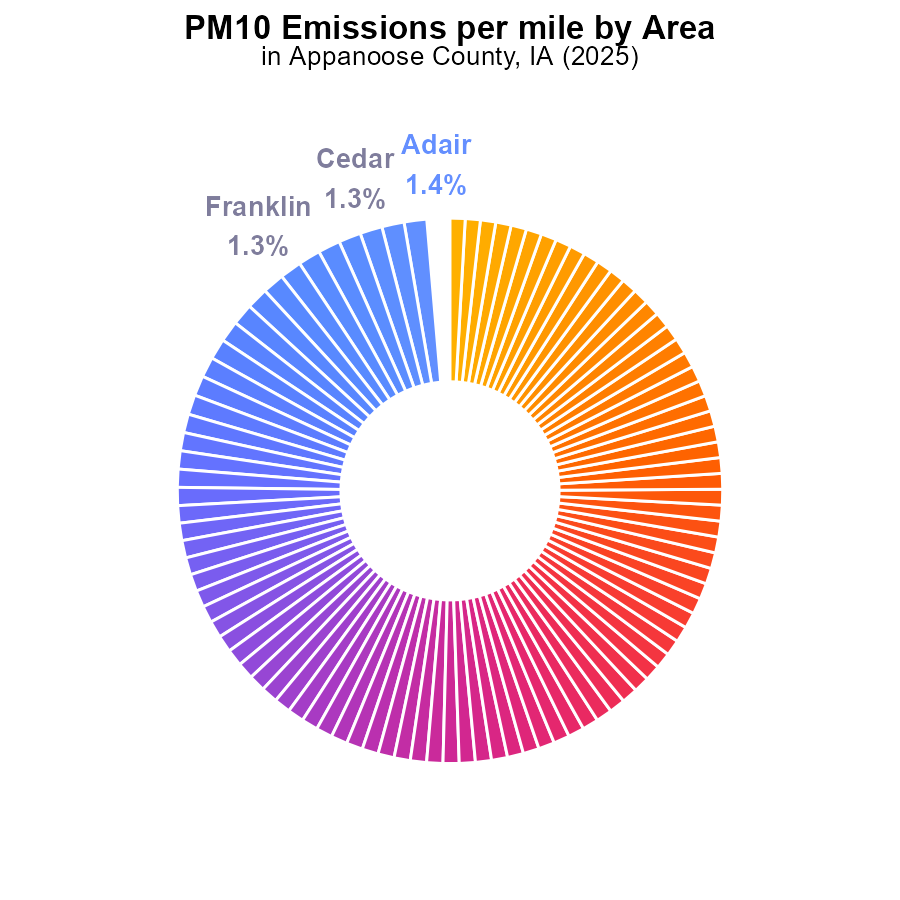 PM10 Emissions per mile by Area
in Appanoose County, IA (2025)
Adair
1.4%
Cedar
1.3%
Franklin
1.3%